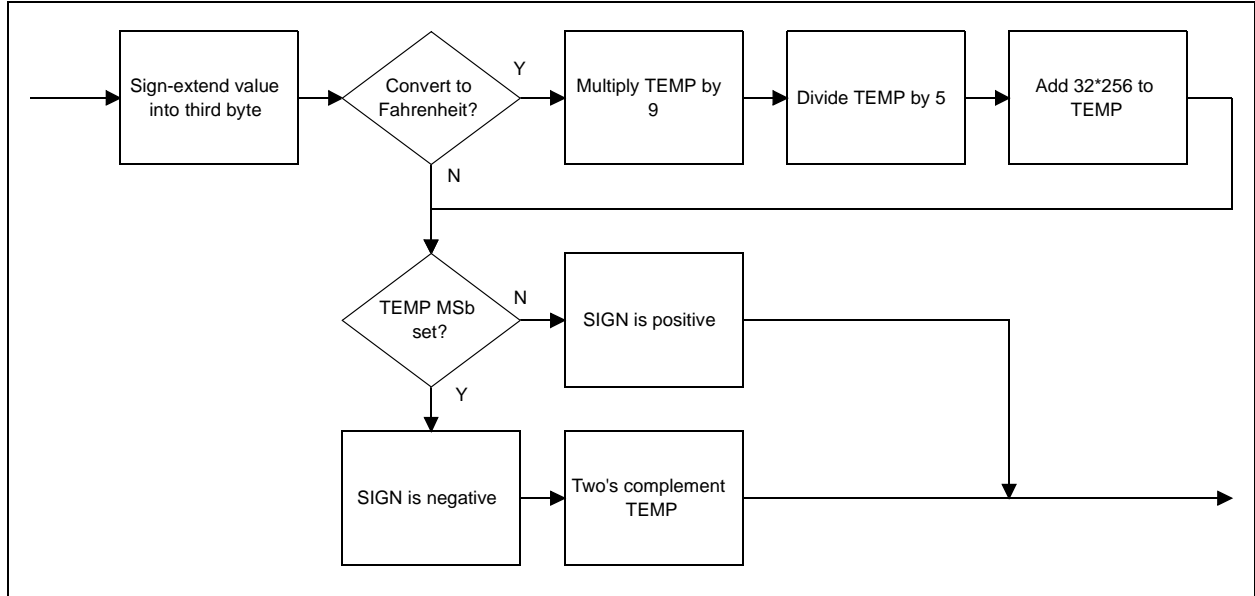 Sign-extend value
into third byte
Convert to
Fahrenheit?
Y
Multiply TEMP by
9
Divide TEMP by 5
Add 32*256 to
TEMP
N
TEMP MSb
set?
N
SIGN is positive
Y
SIGN is negative
Two's complement
TEMP